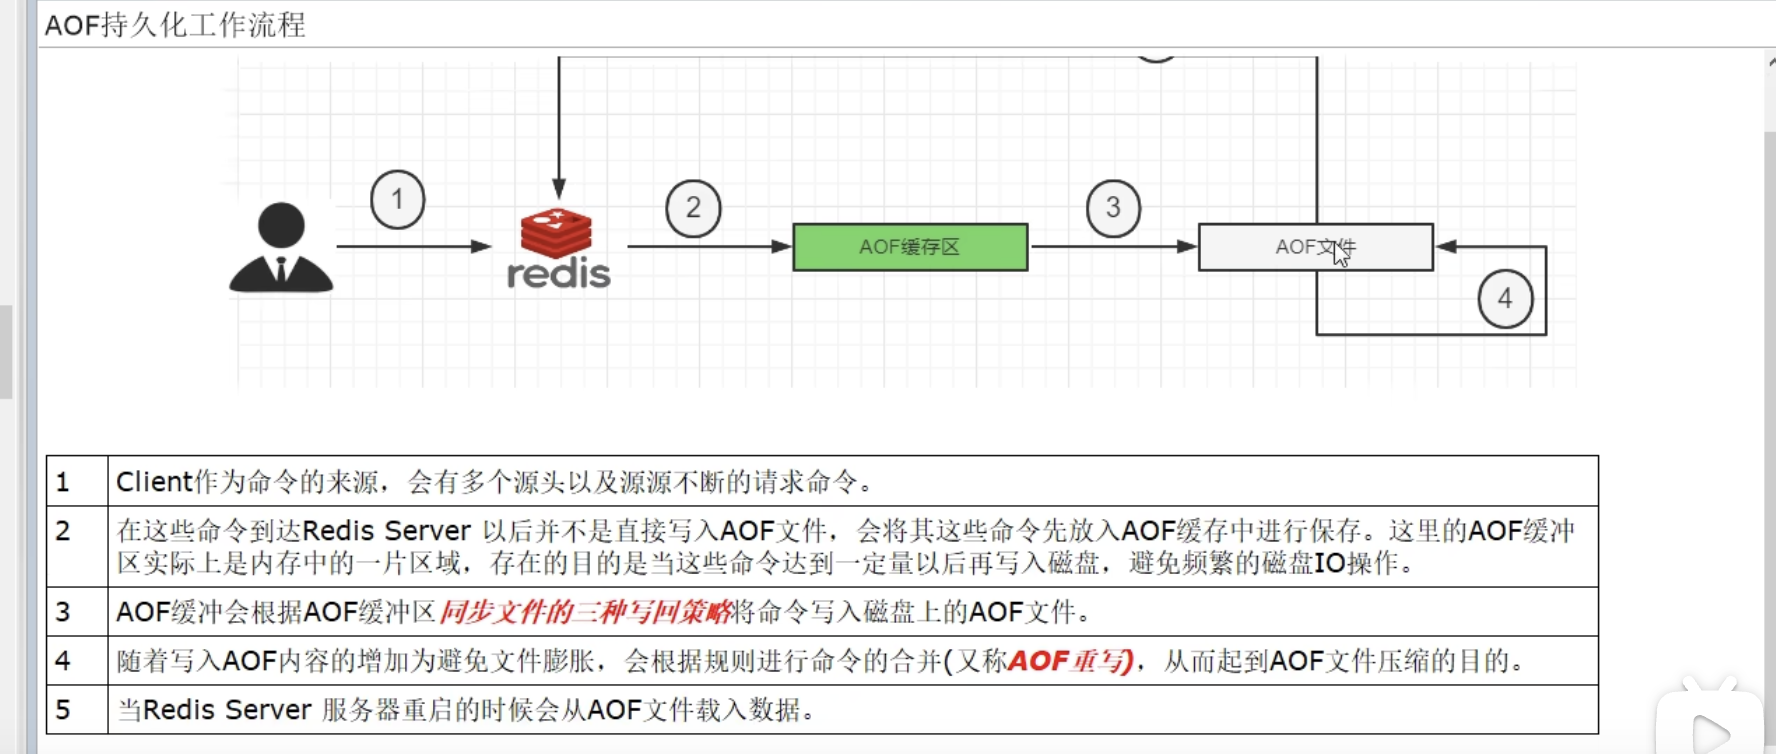 AOF持久化工作流程
1
2
3
redis
AOF缓存区
AOF文件
4
1 Client作为命令的来源，会有多个源头以及源源不断的请求命令。
2 在这些命令到达Redis Server 以后并不是直接写入AOF文件，会将其这些命令先放入AOF缓存中进行保存。这里的AOF缓冲
区实际上是内存中的一片区域，存在的目的是当这些命令达到一定量以后再写入磁盘，避免频繁的磁盘IO操作。
3 AOF缓冲会根据AOF缓冲区同步文件的三种写回策略将命令写入磁盘上的AOF文件。
4 随着写入AOF内容的增加为避免文件膨胀，会根据规则进行命令的合并(又称AOF重写)，从而起到AOF文件压缩的目的。
5 当Redis Server 服务器重启的时候会从AOF文件载入数据。